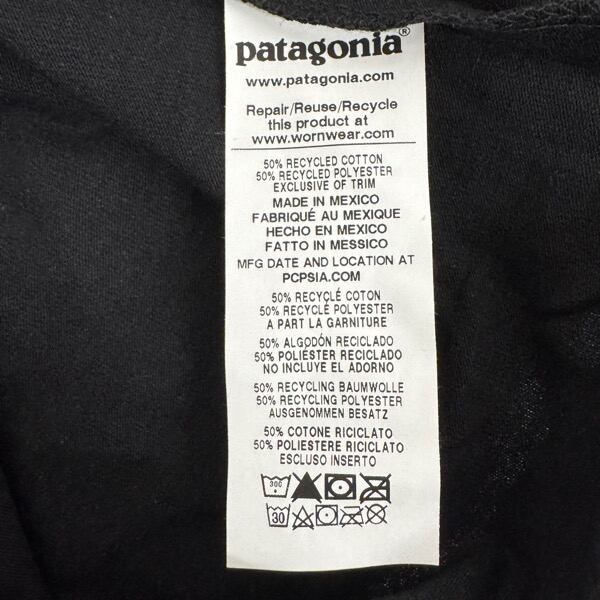 patagonia®
www.patagonia.com
Repair/Reuse/Recycle
this product at
www.wornwear.com
50% RECYCLED COTTON
50% RECYCLED POLYESTER
EXCLUSIVE OF TRIM
MADE IN MEXICO
FABRIQUÉ AU MEXIQUE
HECHO EN MEXICO
FATTO IN MESSICO
MFG DATE AND LOCATION AT
PCPSIA.COM
50% RECYCLÉ COTON
50% RECYCLÉ POLYESTER
A PART LA GARNITURE
50% ALGODÓN RECICLADO
50% POLIÉSTER RECICLADO
NO INCLUYE EL ADORNO
50% RECYCLING BAUMWOLLE
50% RECYCLING POLYESTER
AUSGENOMMEN BESATZ
50% COTONE RICICLATO
50% POLIESTERE RICICLATO
ESCLUSO INSERTO
30C
30